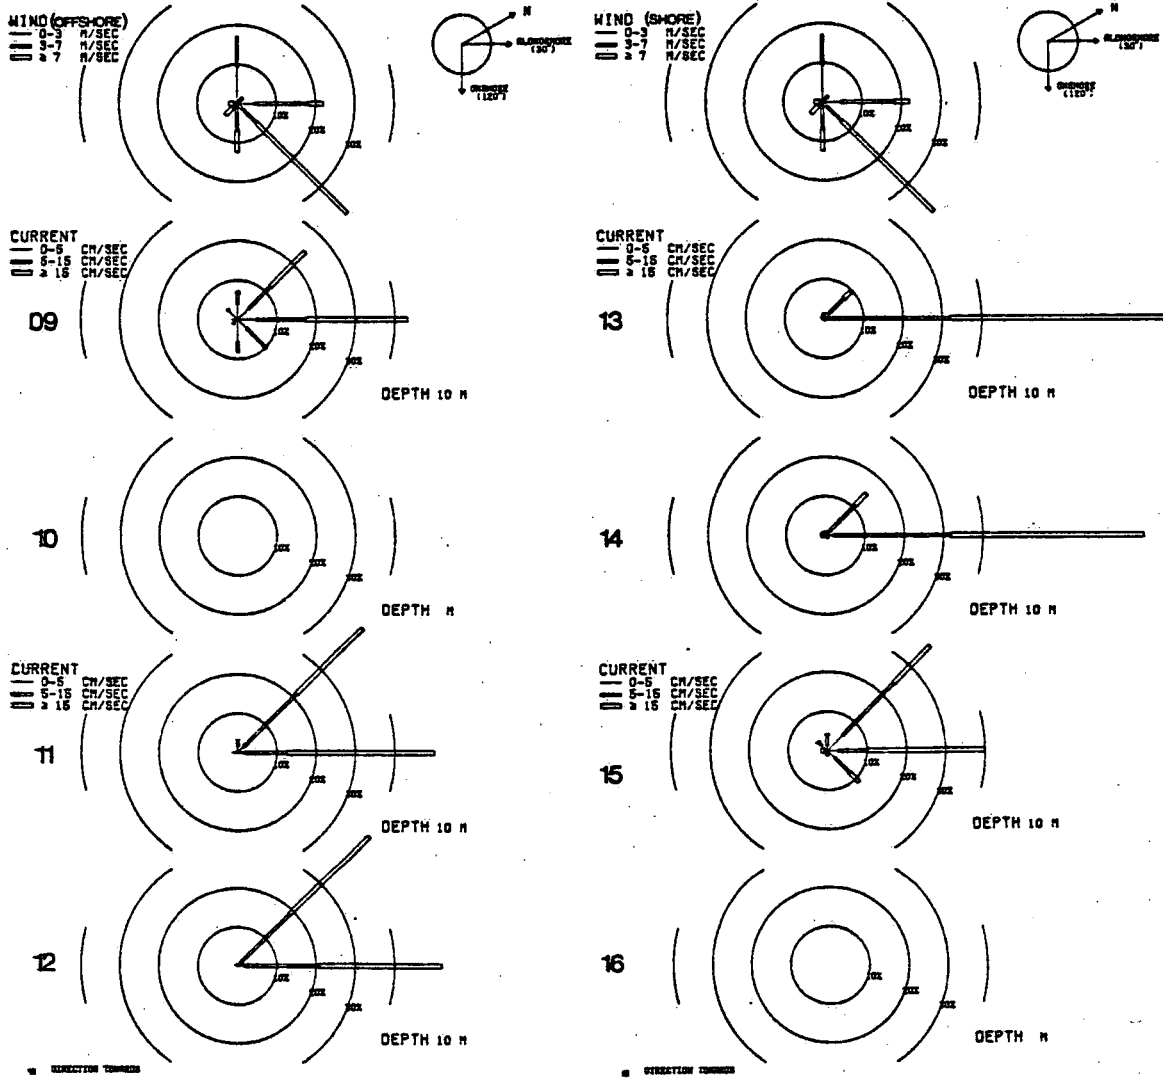 WIND (OFFSHORE)
0-3 M/SEC
3-7 M/SEC
≥ 7 M/SEC
N
ALONGSHORE
(30°)
ONSHORE
(120°)
10%
20%
30%
CURRENT
0-5 CM/SEC
5-15 CM/SEC
≥ 15 CM/SEC
09
10%
20%
30%
DEPTH 10 M
10
10%
20%
30%
DEPTH M
CURRENT
0-5 CM/SEC
5-15 CM/SEC
≥ 15 CM/SEC
11
10%
20%
30%
DEPTH 10 M
12
10%
20%
30%
DEPTH 10 M
DIRECTION TOWARDS
WIND (SHORE)
0-3 M/SEC
3-7 M/SEC
≥ 7 M/SEC
N
ALONGSHORE
(30°)
ONSHORE
(120°)
10%
20%
30%
CURRENT
0-5 CM/SEC
5-15 CM/SEC
≥ 15 CM/SEC
13
10%
20%
30%
DEPTH 10 M
14
10%
20%
30%
DEPTH 10 M
CURRENT
0-5 CM/SEC
5-15 CM/SEC
≥ 15 CM/SEC
15
10%
20%
30%
DEPTH 10 M
16
10%
20%
30%
DEPTH M
DIRECTION TOWARDS